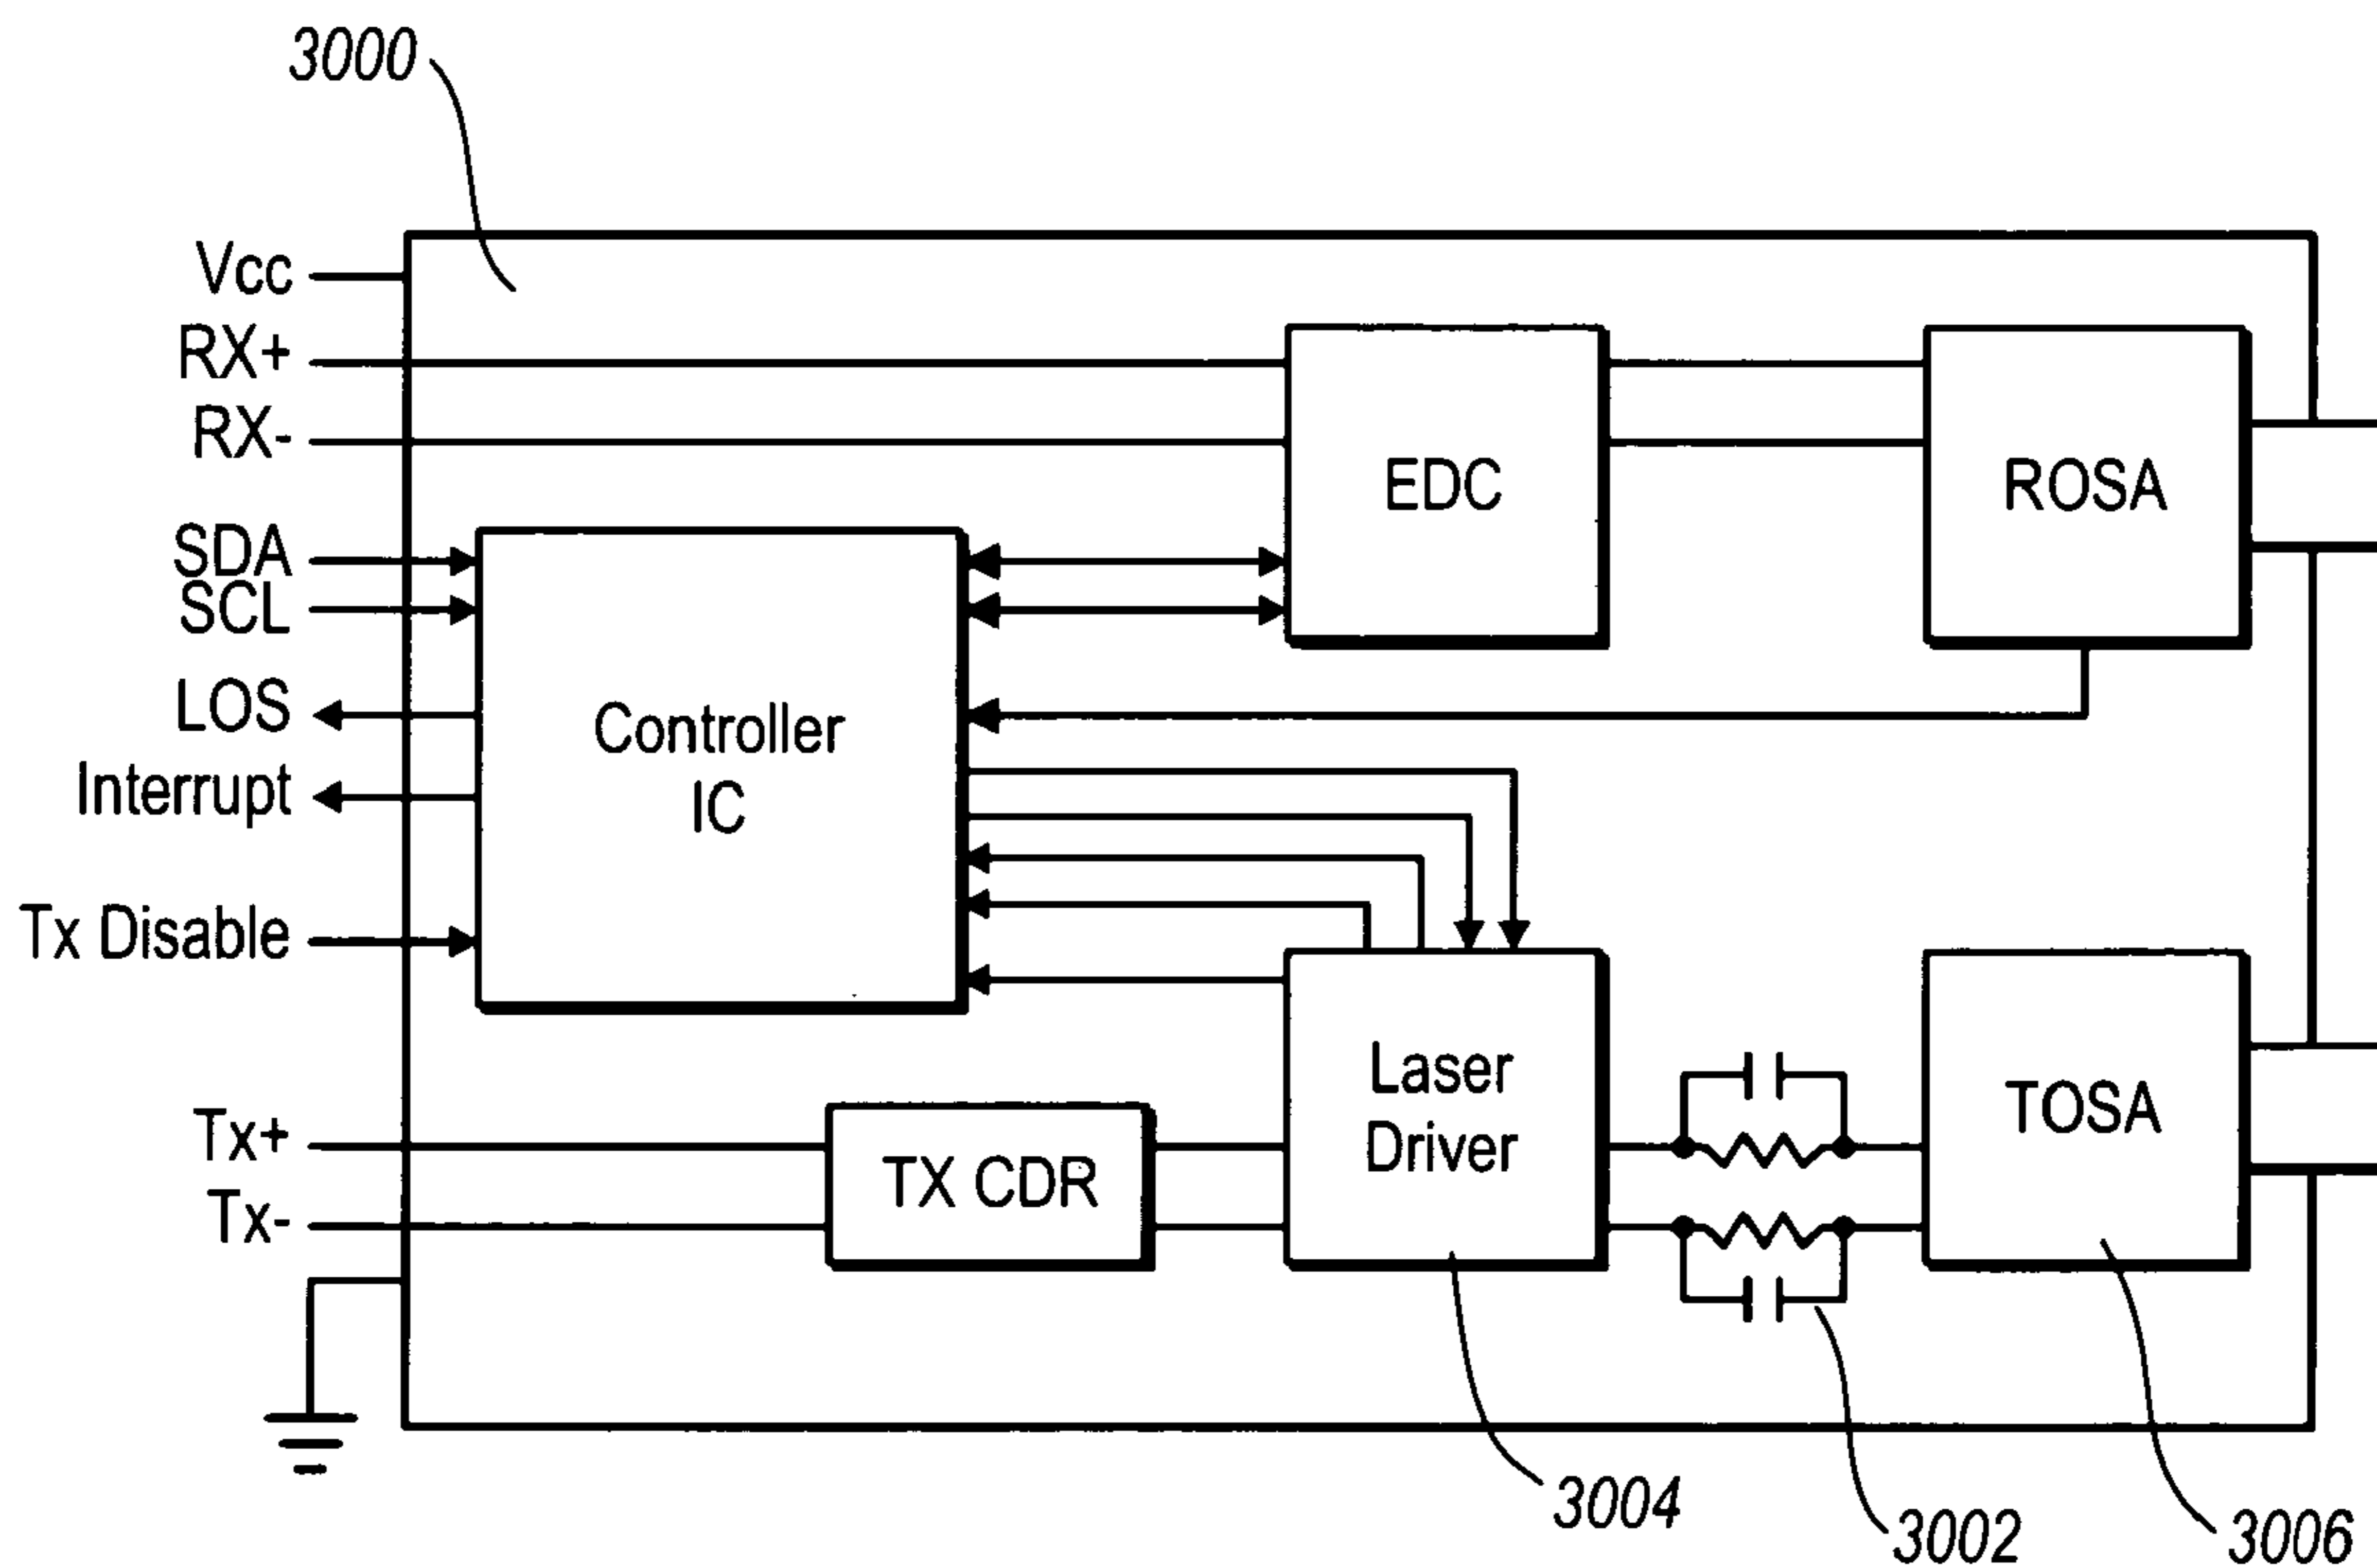 3000
Vcc
RX+
RX-
SDA
SCL
LOS
Interrupt
Tx Disable
Tx+
Tx-
EDC
ROSA
Controller
IC
Laser
Driver
TX CDR
TOSA
3004
3002
3006